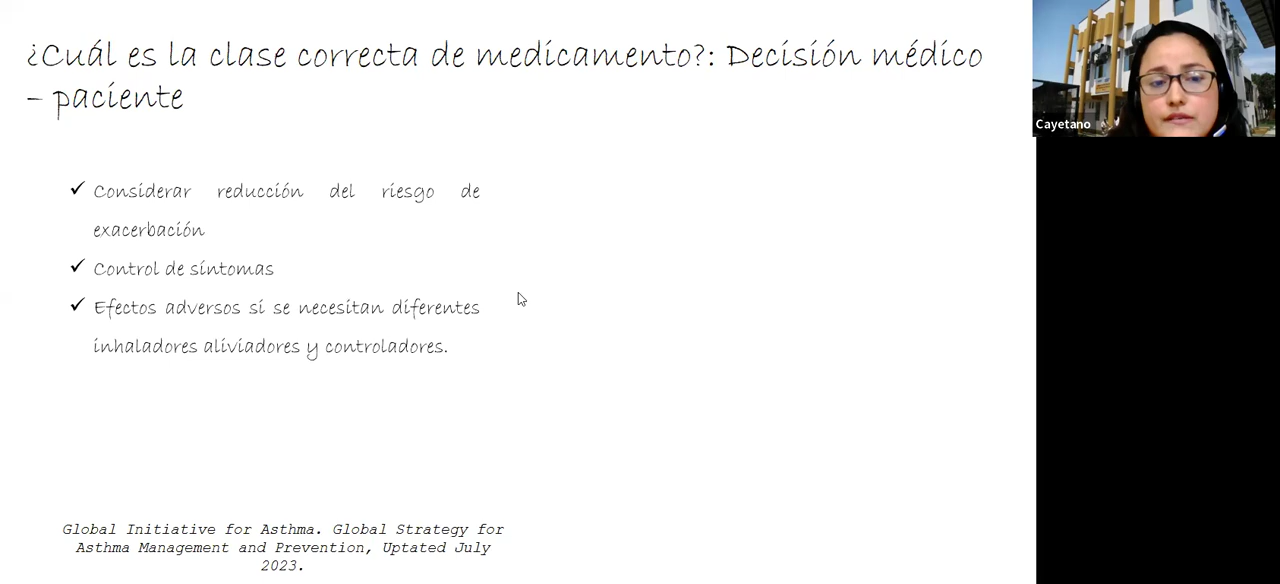 ¿Cuál es la clase correcta de medicamento?: Decisión médico
– paciente
Cayetano
✓ Considerar reducción del riesgo de
exacerbación
✓ Control de síntomas
✓ Efectos adversos si se necesitan diferentes
inhaladores aliviadores y controladores.
Global Initiative for Asthma. Global Strategy for
Asthma Management and Prevention, Uptated July
2023.